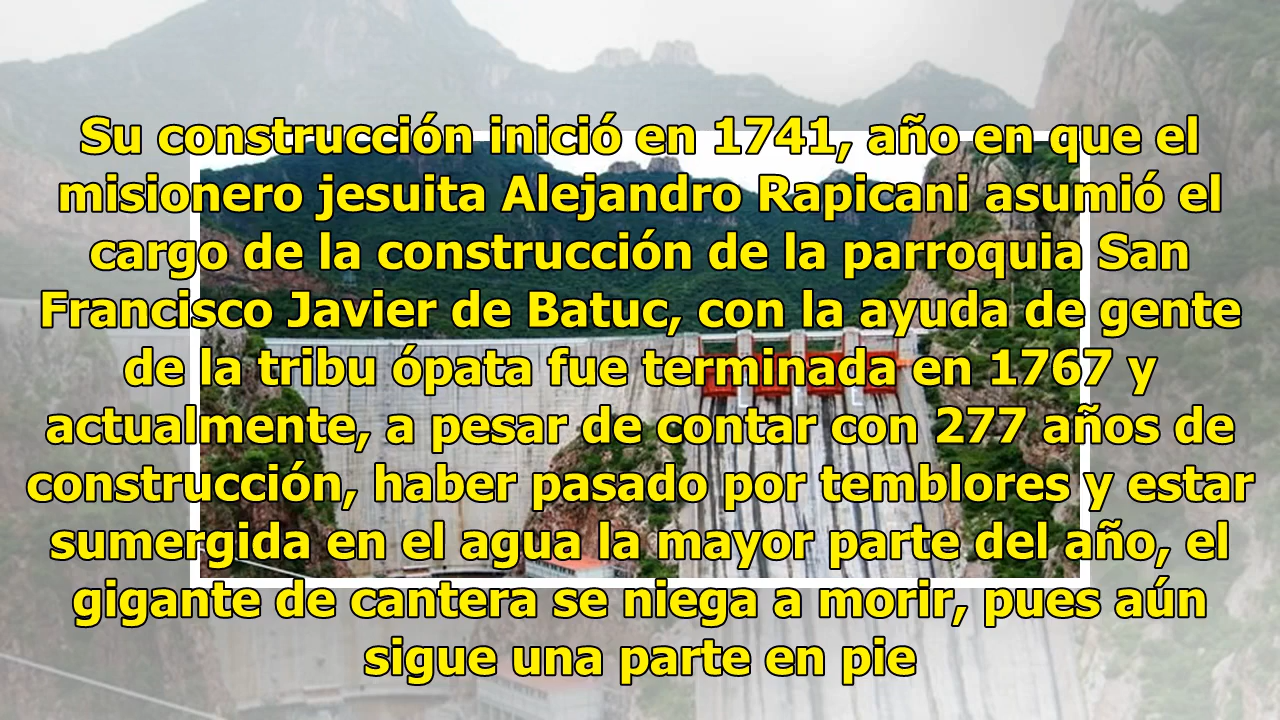 Su construcción inició en 1741, año en que el
misionero jesuita Alejandro Rapicani asumió el
cargo de la construcción de la parroquia San
Francisco Javier de Batuc, con la ayuda de gente
de la tribu ópata fue terminada en 1767 y
actualmente, a pesar de contar con 277 años de
construcción, haber pasado por temblores y estar
sumergida en el agua la mayor parte del año, el
gigante de cantera se niega a morir, pues aún
sigue una parte en pie